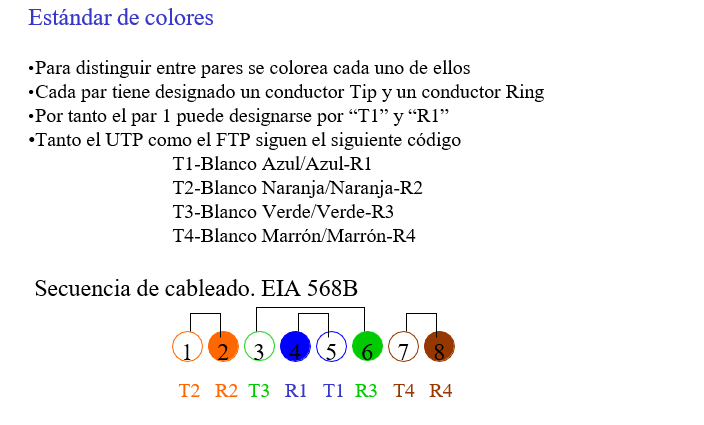 Estándar de colores
•Para distinguir entre pares se colorea cada uno de ellos
•Cada par tiene designado un conductor Tip y un conductor Ring
•Por tanto el par 1 puede designarse por “T1” y “R1”
•Tanto el UTP como el FTP siguen el siguiente código
T1-Blanco Azul/Azul-R1
T2-Blanco Naranja/Naranja-R2
T3-Blanco Verde/Verde-R3
T4-Blanco Marrón/Marrón-R4
Secuencia de cableado. EIA 568B
1 2 3 4 5 6 7 8
T2 R2 T3 R1 T1 R3 T4 R4